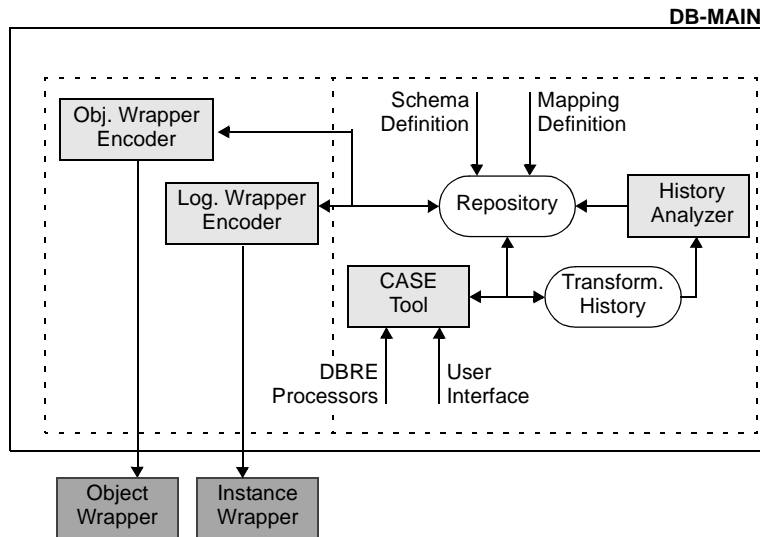 DB-MAIN
Schema
Definition
Mapping
Definition
Obj. Wrapper
Encoder
Log. Wrapper
Encoder
Repository
History
Analyzer
CASE
Tool
Transform.
History
DBRE
Processors
User
Interface
Object
Wrapper
Instance
Wrapper